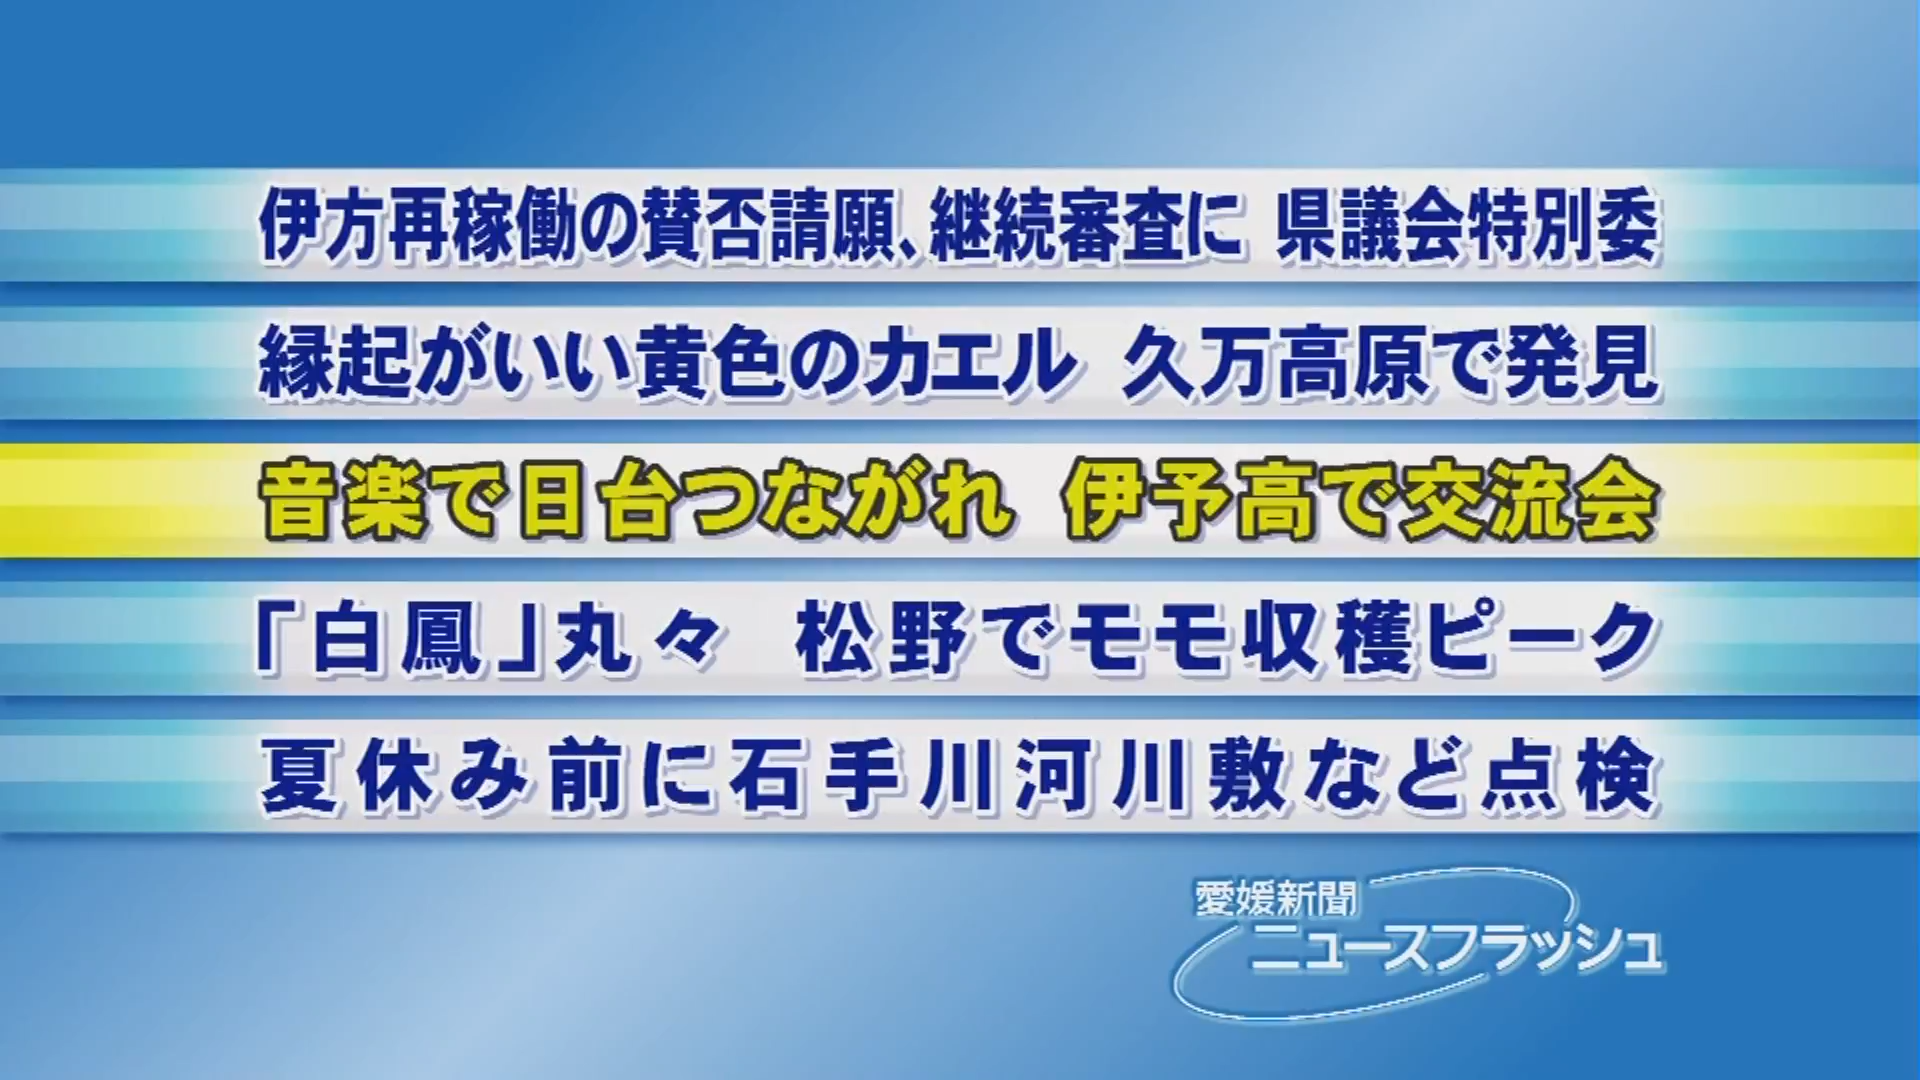 伊方再稼働の賛否請願、継続審査に 県議会特別委
縁起がいい黄色のカエル 久万高原で発見
音楽で日台つながれ 伊予高で交流会
「白鳳」丸々 松野でモモ収穫ピーク
夏休み前に石手川河川敷など点検
愛媛新聞
ニュースフラッシュ